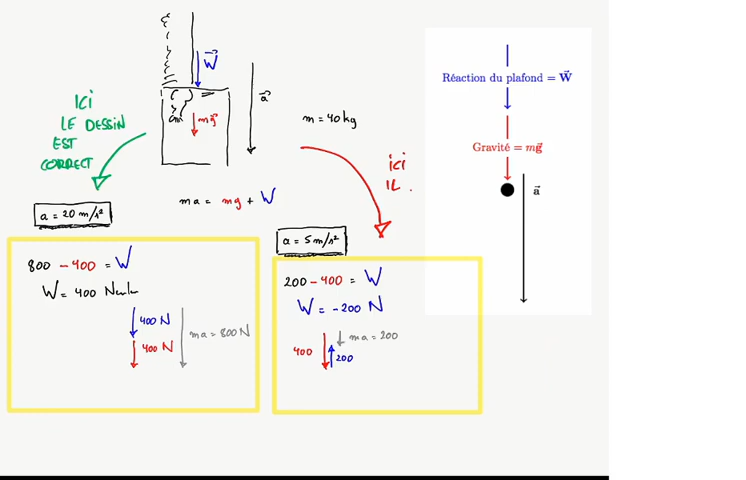 W⃗
a⃗
m g⃗
m = 40 kg
ICI
LE DESSIN
EST
CORRECT
ici
IL
ma = mg + W
a = 20 m/s²
a = 5 m/s²
800 - 400 = W
W = 400 Newton
400 N
400 N
ma = 800 N
200 - 400 = W
W = -200 N
400
200
ma = 200
Réaction du plafond = W⃗
Gravité = mg⃗
a⃗